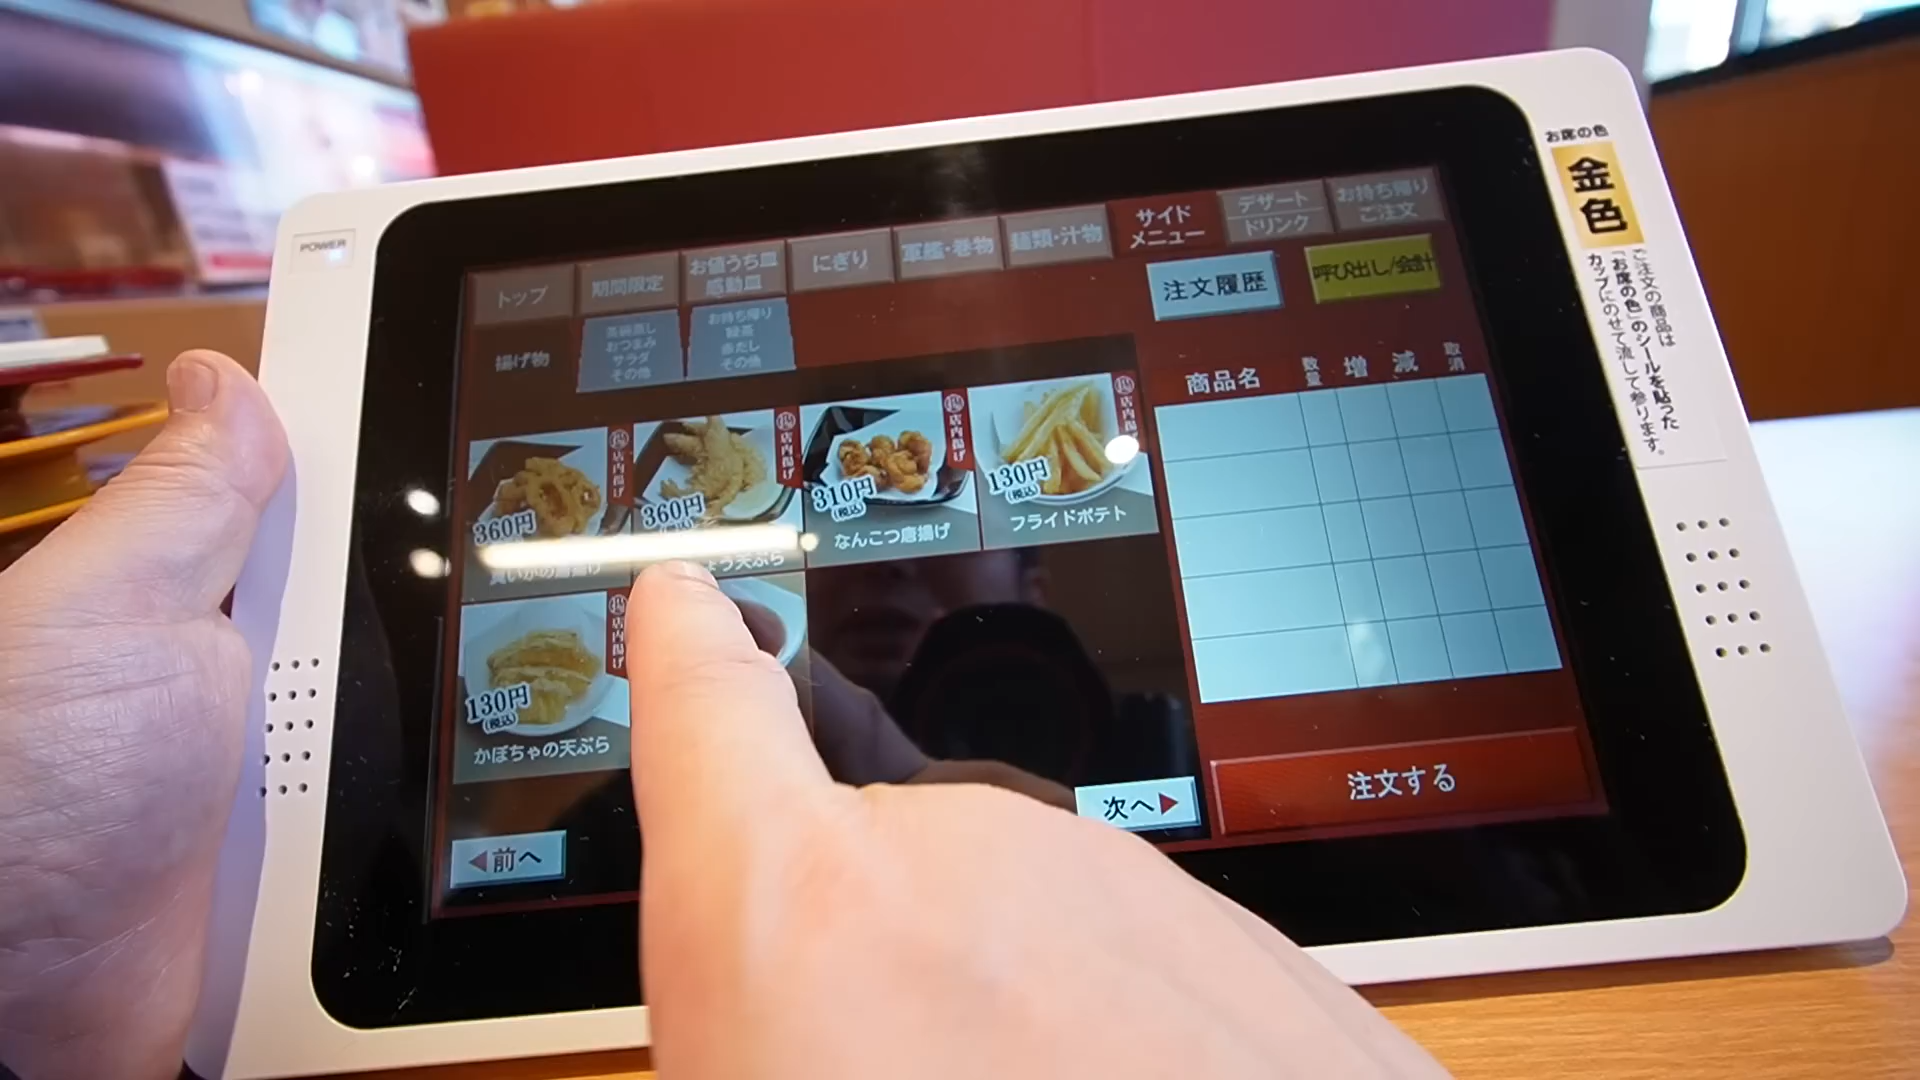 POWER
お席の色
金色
ご注文の商品は
「お席の色」のシールを貼った
カップにのせて流して参ります。
トップ
期間限定
お値うち皿
感動皿
にぎり
軍艦・巻物
麺類・汁物
サイド
メニュー
デザート
ドリンク
お持ち帰り
ご注文
揚げ物
茶碗蒸し
おつまみ
サラダ
その他
お持ち帰り
緑茶
赤だし
その他
注文履歴
呼び出し/会計
商品名
数量
増
減
取消
360円
店内揚げ
360円
(税込
店内揚げ
う天ぷら
310円
(税込)
店内揚げ
なんこつ唐揚げ
130円
(税込)
店内揚げ
フライドポテト
130円
(税込)
店内揚げ
かぼちゃの天ぷら
前へ
次へ
注文する